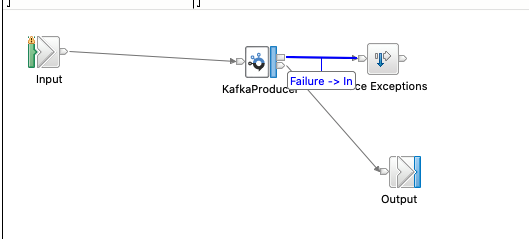 Input
KafkaProducer
Failure -> In
ce Exceptions
Output